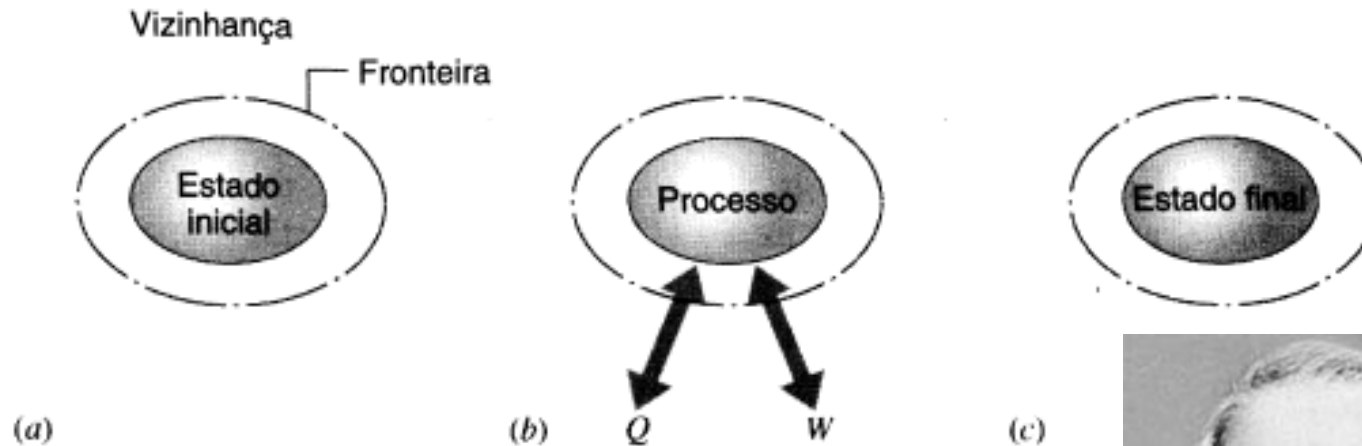 Vizinhança
Fronteira
Estado
inicial
Processo
Estado final
(a)
(b) Q W
(c)